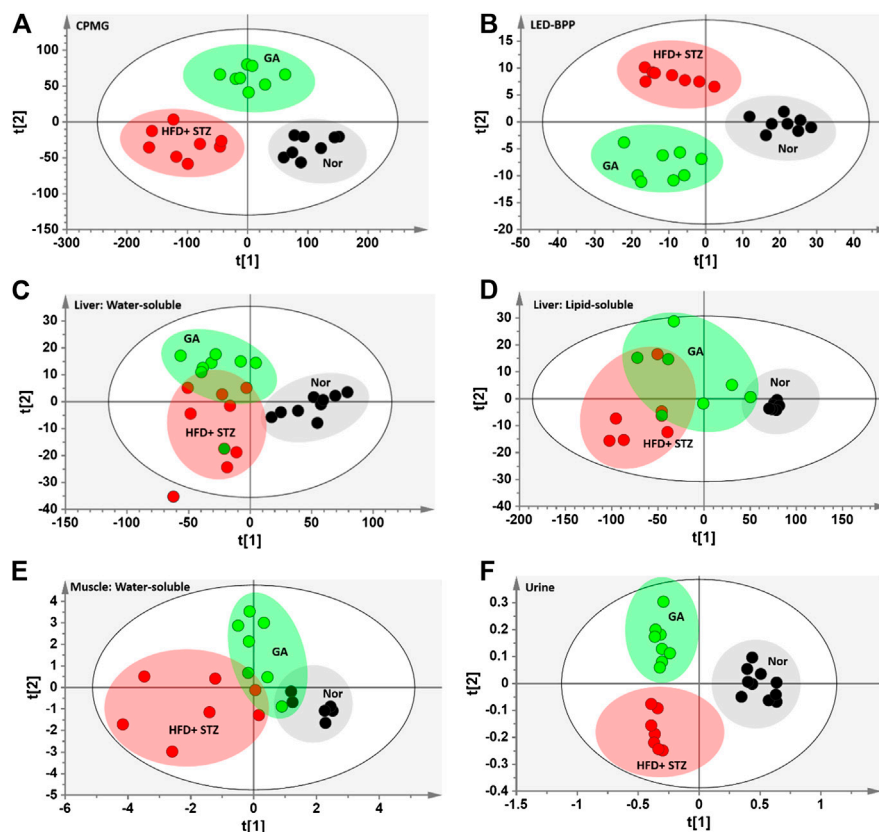 A
CPMG
GA
HFD+ STZ
Nor
100
50
0
-50
-100
-150
t[2]
-300
-200
-100
0
100
200
t[1]
B
LED-BPP
HFD+ STZ
Nor
GA
15
10
5
0
-5
-10
-15
-20
t[2]
-50
-40
-30
-20
-10
0
10
20
30
40
t[1]
C
Liver: Water-soluble
GA
Nor
HFD+ STZ
30
20
10
0
-10
-20
-30
-40
t[2]
-150
-100
-50
0
50
100
t[1]
D
Liver: Lipid-soluble
GA
Nor
HFD+ STZ
30
20
10
0
-10
-20
-30
-40
t[2]
-200
-150
-100
-50
0
50
100
150
t[1]
E
Muscle: Water-soluble
GA
Nor
HFD+ STZ
4
3
2
1
0
-1
-2
-3
-4
-5
t[2]
-6
-4
-2
0
2
4
t[1]
F
Urine
GA
Nor
HFD+ STZ
0.3
0.2
0.1
0
-0.1
-0.2
-0.3
-0.4
t[2]
-1.5
-1
-0.5
0
0.5
1
t[1]